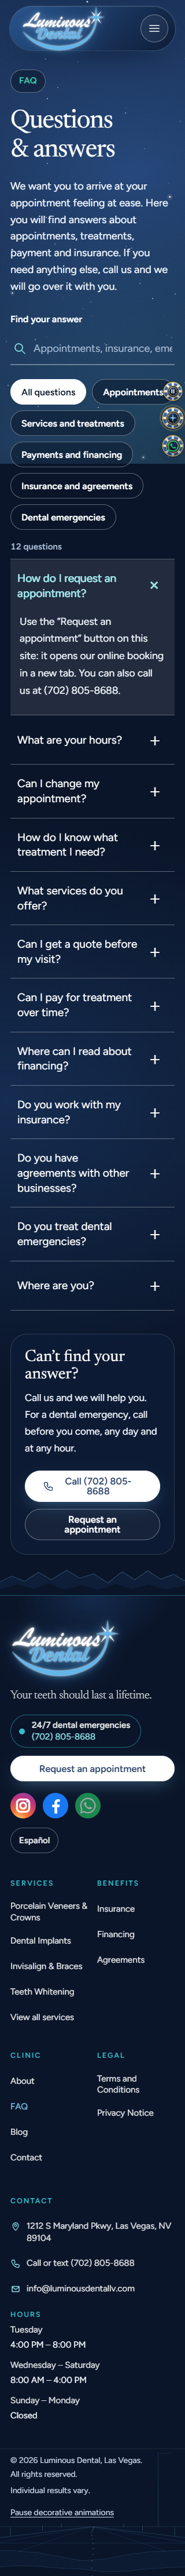 Luminous
Dental
FAQ
Questions
& answers
We want you to arrive at your
appointment feeling at ease. Here
you will find answers about
appointments, treatments,
payment and insurance. If you
need anything else, call us and we
will go over it with you.
Find your answer
Appointments, insurance, eme
All questions
Appointments
Services and treatments
Payments and financing
Insurance and agreements
Dental emergencies
12 questions
How do I request an
appointment?
Use the “Request an
appointment” button on this
site: it opens our online booking
in a new tab. You can also call
us at (702) 805-8688.
What are your hours?
Can I change my
appointment?
How do I know what
treatment I need?
What services do you
offer?
Can I get a quote before
my visit?
Can I pay for treatment
over time?
Where can I read about
financing?
Do you work with my
insurance?
Do you have
agreements with other
businesses?
Do you treat dental
emergencies?
Where are you?
Can’t find your
answer?
Call us and we will help you.
For a dental emergency, call
before you come, any day and
at any hour.
Call (702) 805-
8688
Request an
appointment
Luminous
Dental
Your teeth should last a lifetime.
24/7 dental emergencies
(702) 805-8688
Request an appointment
Español
SERVICES
Porcelain Veneers &
Crowns
Dental Implants
Invisalign & Braces
Teeth Whitening
View all services
BENEFITS
Insurance
Financing
Agreements
CLINIC
About
FAQ
Blog
Contact
LEGAL
Terms and
Conditions
Privacy Notice
CONTACT
1212 S Maryland Pkwy, Las Vegas, NV
89104
Call or text (702) 805-8688
info@luminousdentallv.com
HOURS
Tuesday
4:00 PM – 8:00 PM
Wednesday – Saturday
8:00 AM – 4:00 PM
Sunday – Monday
Closed
© 2026 Luminous Dental, Las Vegas.
All rights reserved.
Individual results vary.
Pause decorative animations